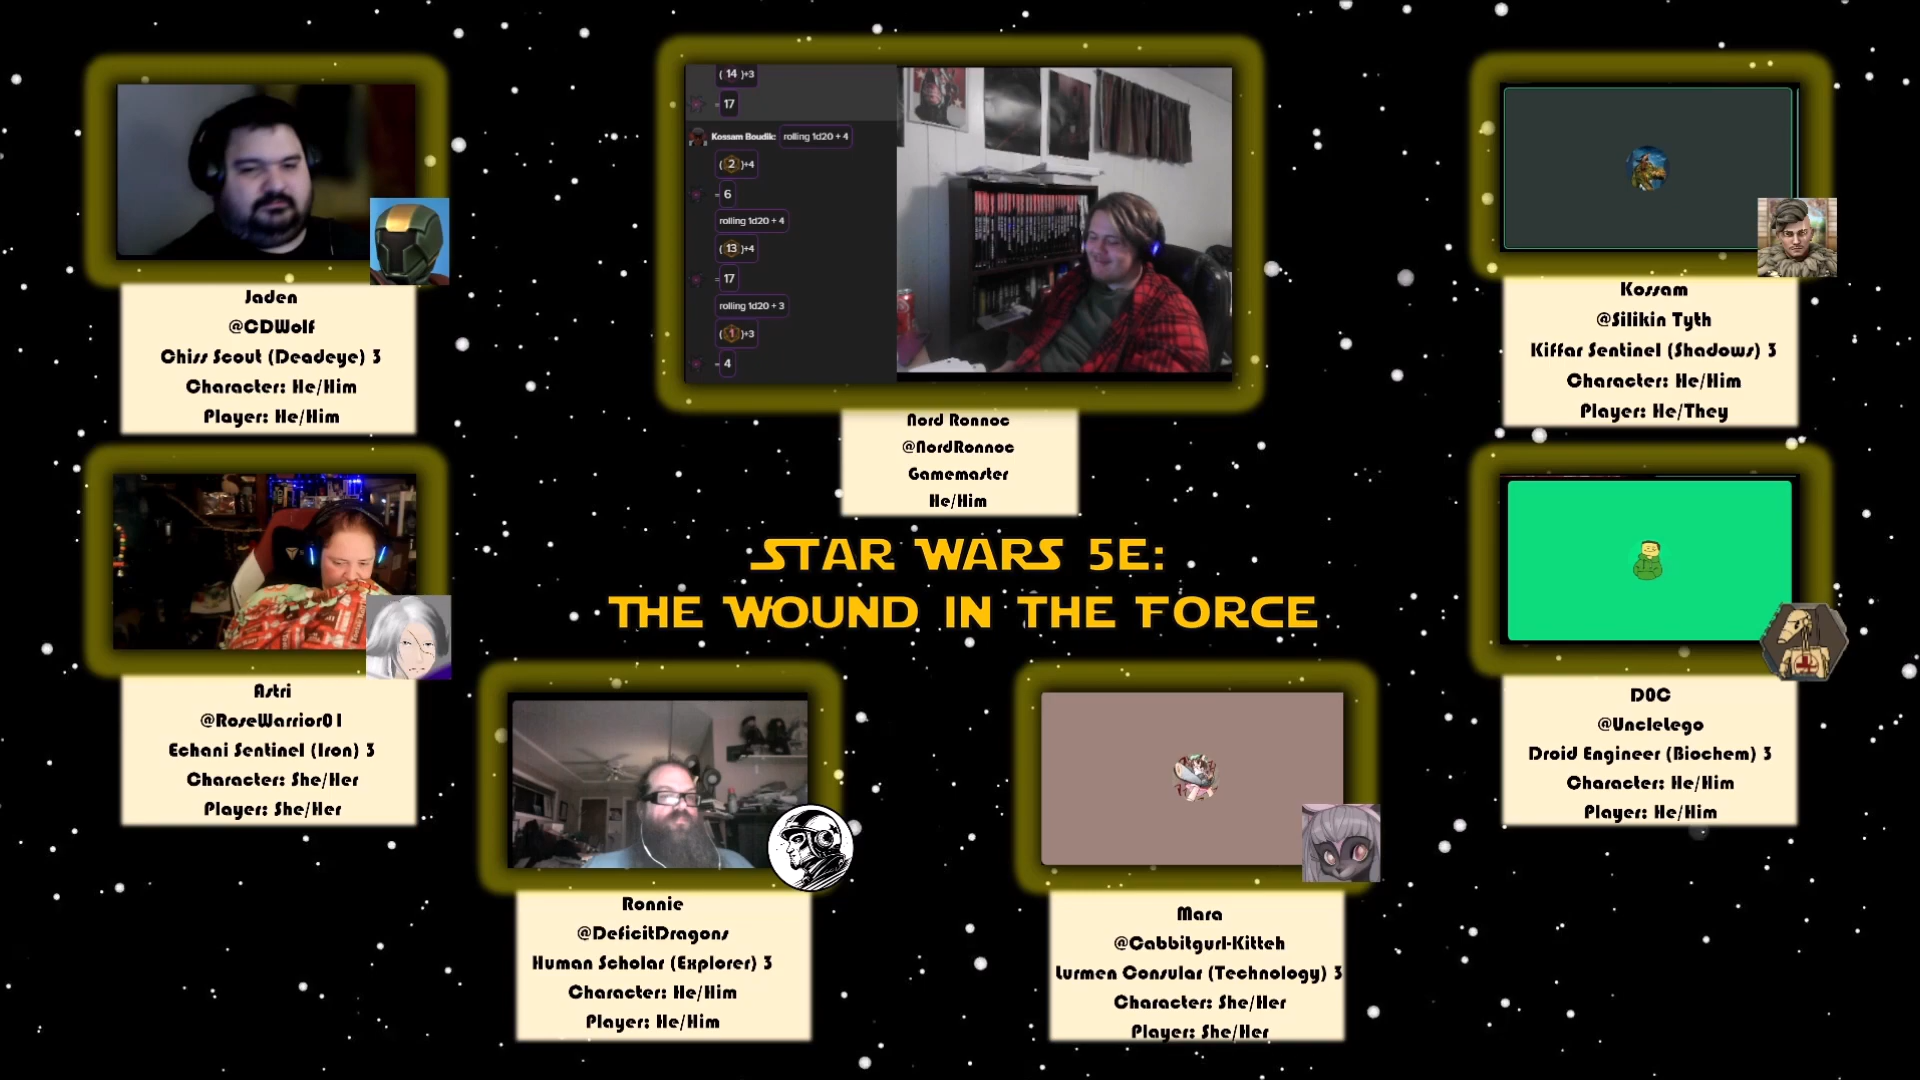 (14)+3
=17
Kossam Boudik: rolling 1d20 + 4
(2)+4
=6
rolling 1d20 + 4
(13)+4
=17
rolling 1d20 + 3
(1)+3
=4
Jaden
@CDWolf
Chiss Scout (Deadeye) 3
Character: He/Him
Player: He/Him
Nord Ronnoc
@NordRonnoc
Gamemaster
He/Him
Kossam
@Silikin Tyth
Kiffar Sentinel (Shadows) 3
Character: He/Him
Player: He/They
STAR WARS 5E:
THE WOUND IN THE FORCE
Astri
@RoseWarrior01
Echani Sentinel (Iron) 3
Character: She/Her
Player: She/Her
D0C
@UncleLego
Droid Engineer (Biochem) 3
Character: He/Him
Player: He/Him
Ronnie
@DeficitDragons
Human Scholar (Explorer) 3
Character: He/Him
Player: He/Him
Mara
@Cabbitgurl-Kitteh
Lurmen Consular (Technology) 3
Character: She/Her
Player: She/Her